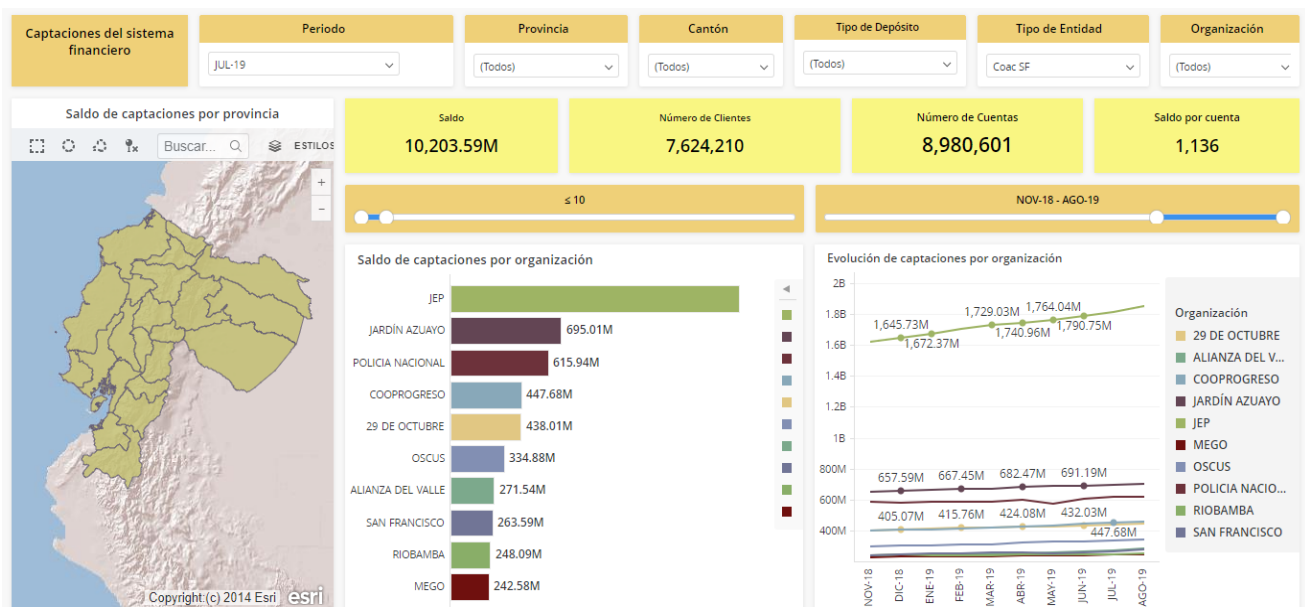 Captaciones del sistema
financiero
Periodo
JUL-19
Provincia
(Todos)
Cantón
(Todos)
Tipo de Depósito
(Todos)
Tipo de Entidad
Coac SF
Organización
(Todos)
Saldo de captaciones por provincia
Buscar...
ESTILOS
+
−
Copyright:(c) 2014 Esri
esri
Saldo
10,203.59M
Número de Clientes
7,624,210
Número de Cuentas
8,980,601
Saldo por cuenta
1,136
≤ 10
NOV-18 - AGO-19
Saldo de captaciones por organización
JEP
JARDÍN AZUAYO 695.01M
POLICIA NACIONAL 615.94M
COOPROGRESO 447.68M
29 DE OCTUBRE 438.01M
OSCUS 334.88M
ALIANZA DEL VALLE 271.54M
SAN FRANCISCO 263.59M
RIOBAMBA 248.09M
MEGO 242.58M
Evolución de captaciones por organización
2B
1.8B
1.6B
1.4B
1.2B
1B
800M
600M
400M
1,645.73M
1,672.37M
1,729.03M
1,740.96M
1,764.04M
1,790.75M
657.59M
667.45M
682.47M
691.19M
405.07M
415.76M
424.08M
432.03M
447.68M
NOV-18
DIC-18
ENE-19
FEB-19
MAR-19
ABR-19
MAY-19
JUN-19
JUL-19
AGO-19
Organización
29 DE OCTUBRE
ALIANZA DEL V...
COOPROGRESO
JARDÍN AZUAYO
JEP
MEGO
OSCUS
POLICIA NACIO...
RIOBAMBA
SAN FRANCISCO